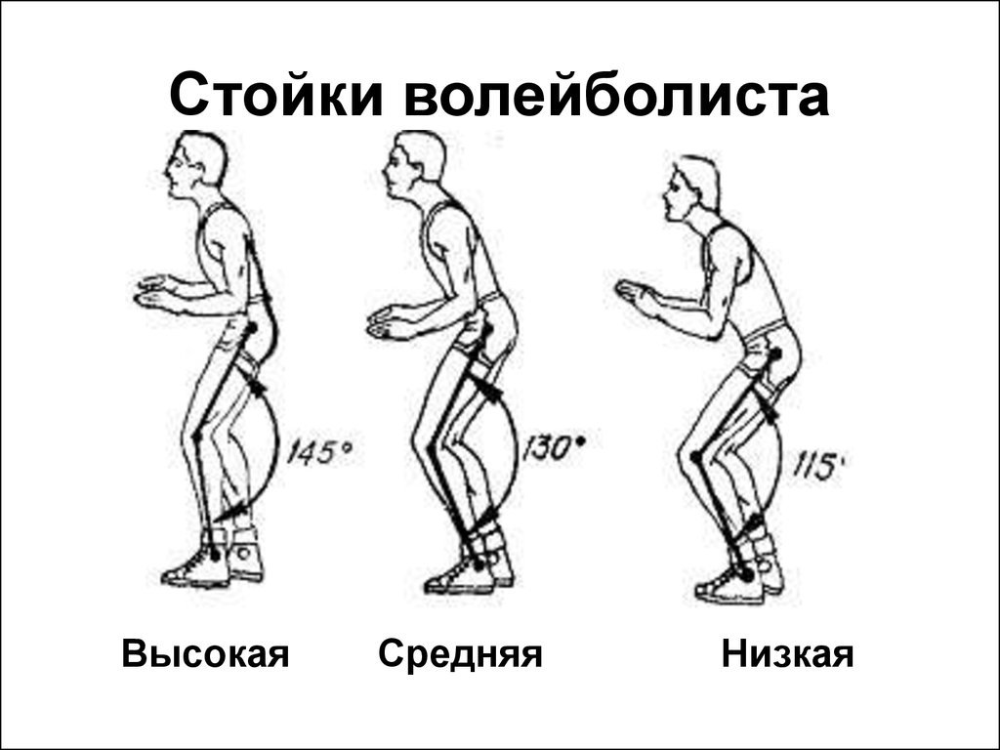 Стойки волейболиста
145°
130°
115'
Высокая
Средняя
Низкая